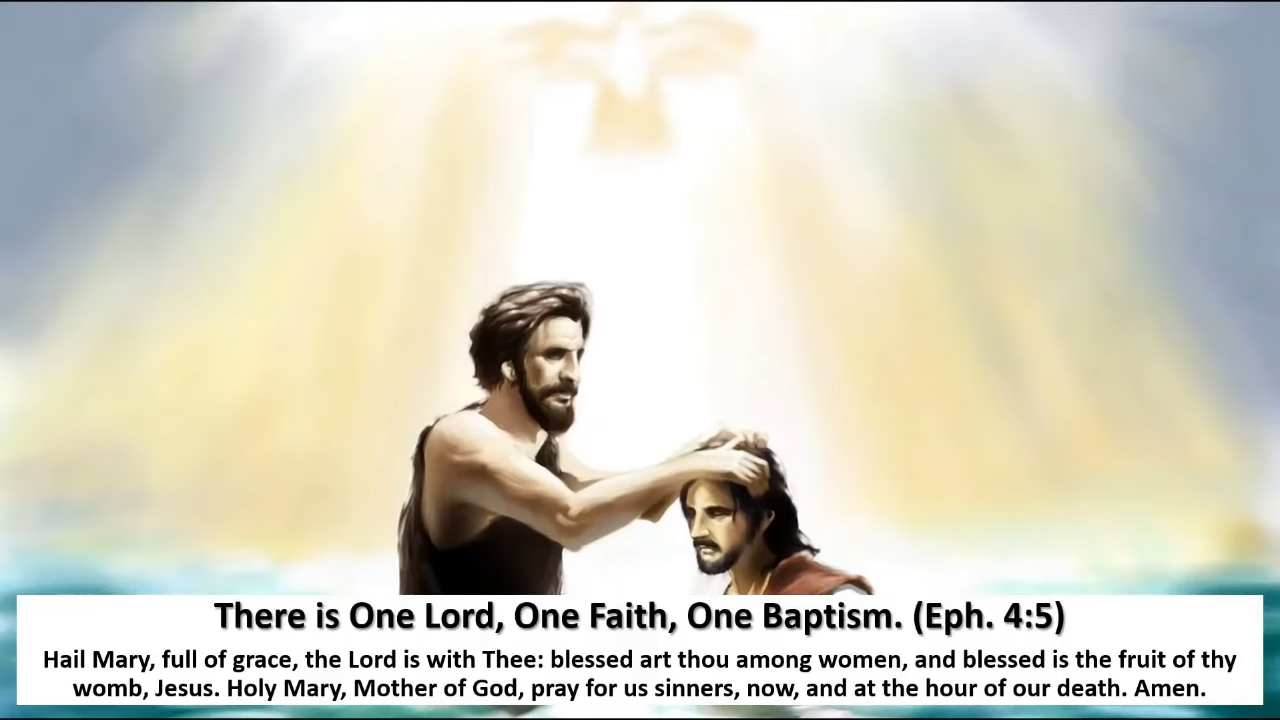 There is One Lord, One Faith, One Baptism. (Eph. 4:5)
Hail Mary, full of grace, the Lord is with Thee: blessed art thou among women, and blessed is the fruit of thy
womb, Jesus. Holy Mary, Mother of God, pray for us sinners, now, and at the hour of our death. Amen.